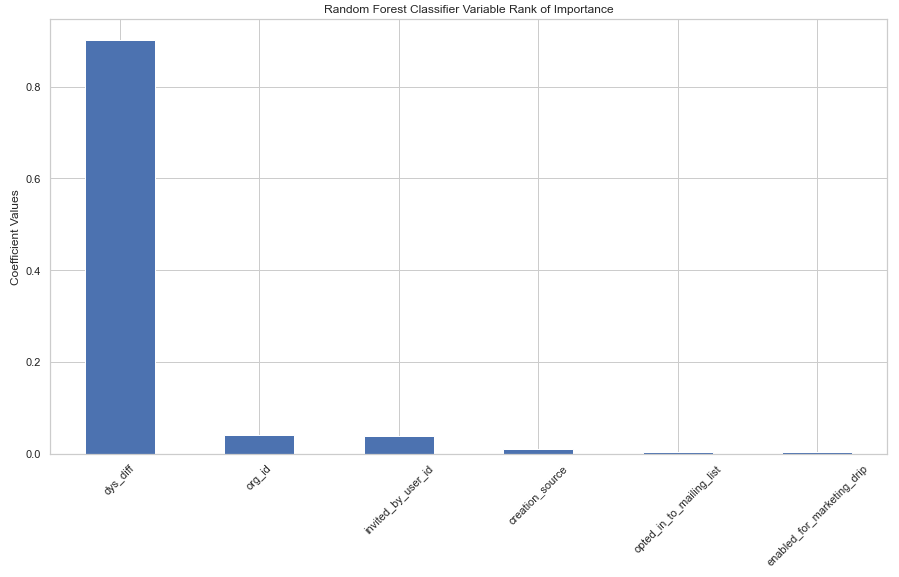 Random Forest Classifier Variable Rank of Importance
Coefficient Values
0.8
0.6
0.4
0.2
0.0
dys_diff
org_id
invited_by_user_id
creation_source
opted_in_to_mailing_list
enabled_for_marketing_drip